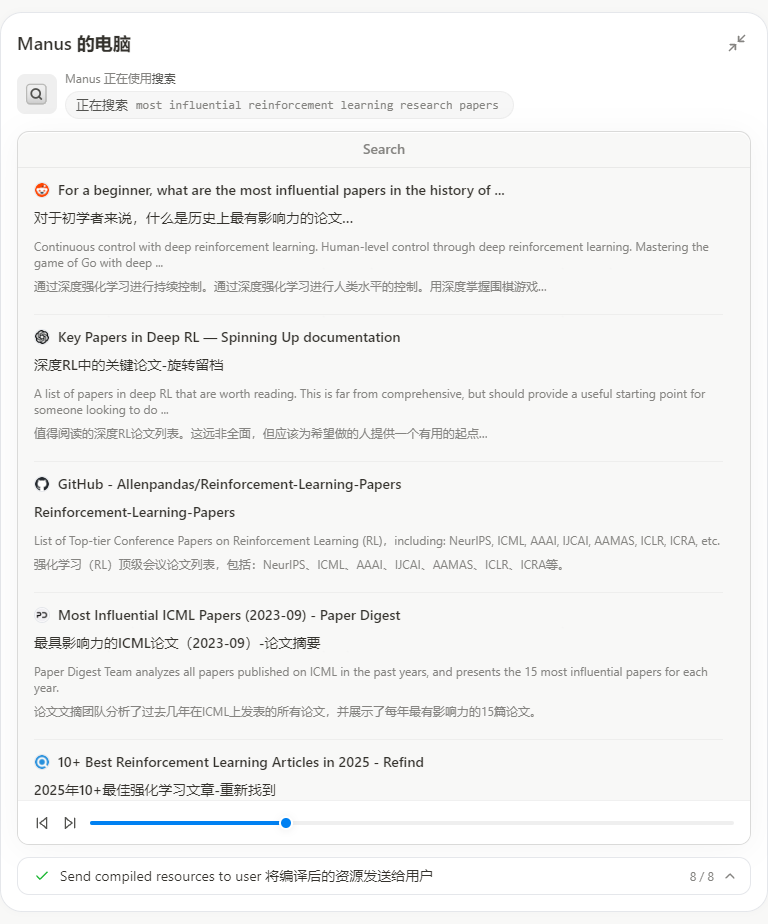 Manus 的电脑
Manus 正在使用搜索
正在搜索 most influential reinforcement learning research papers
Search
For a beginner, what are the most influential papers in the history of ...
对于初学者来说，什么是历史上最有影响力的论文...
Continuous control with deep reinforcement learning. Human-level control through deep reinforcement learning. Mastering the
game of Go with deep ...
通过深度强化学习进行持续控制。通过深度强化学习进行人类水平的控制。用深度掌握围棋游戏...
Key Papers in Deep RL — Spinning Up documentation
深度RL中的关键论文-旋转留档
A list of papers in deep RL that are worth reading. This is far from comprehensive, but should provide a useful starting point for
someone looking to do ...
值得阅读的深度RL论文列表。这远非全面，但应该为希望做的人提供一个有用的起点...
GitHub - Allenpandas/Reinforcement-Learning-Papers
Reinforcement-Learning-Papers
List of Top-tier Conference Papers on Reinforcement Learning (RL)，including: NeurIPS, ICML, AAAI, IJCAI, AAMAS, ICLR, ICRA, etc.
强化学习（RL）顶级会议论文列表，包括：NeurIPS、ICML、AAAI、IJCAI、AAMAS、ICLR、ICRA等。
PD Most Influential ICML Papers (2023-09) - Paper Digest
最具影响力的ICML论文（2023-09）-论文摘要
Paper Digest Team analyzes all papers published on ICML in the past years, and presents the 15 most influential papers for each
year.
论文文摘团队分析了过去几年在ICML上发表的所有论文，并展示了每年最有影响力的15篇论文。
10+ Best Reinforcement Learning Articles in 2025 - Refind
2025年10+最佳强化学习文章-重新找到
Send compiled resources to user 将编译后的资源发送给用户
8 / 8